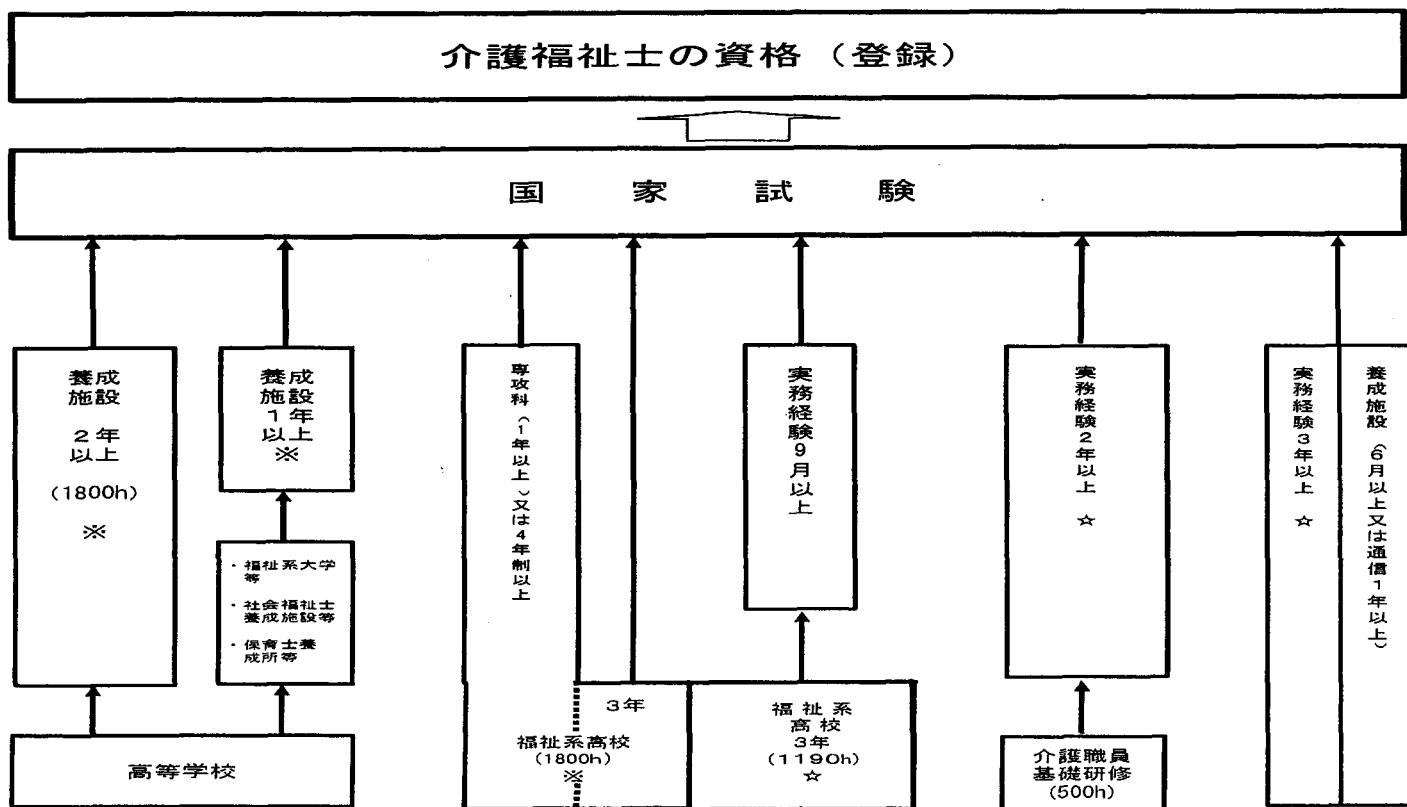 介護福祉士の資格（登録）
国家試験
養成
施設
２年
以上
(1800h)
※
養成
施設
１年
以上
※
・福祉系大学
等
・社会福祉士
養成施設等
・保育士養
成所等
高等学校
専攻科（1年以上）又は4年制以上
3年
福祉系高校
(1800h)
※
実務経験9月以上
福祉系
高校
3年
(1190h)
☆
実務経験2年以上 ☆
介護職員
基礎研修
(500h)
実務経験3年以上 ☆
養成施設（6月以上又は通信1年以上）